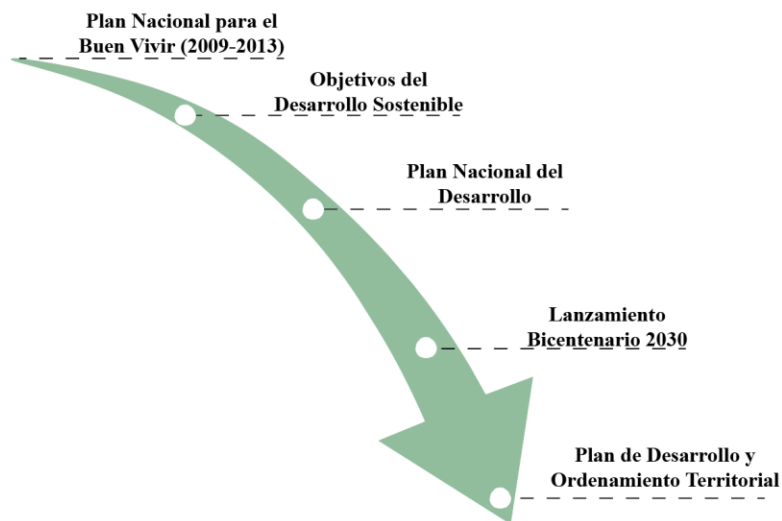 Plan Nacional para el
Buen Vivir (2009-2013)
Objetivos del
Desarrollo Sostenible
Plan Nacional del
Desarrollo
Lanzamiento
Bicentenario 2030
Plan de Desarrollo y
Ordenamiento Territorial